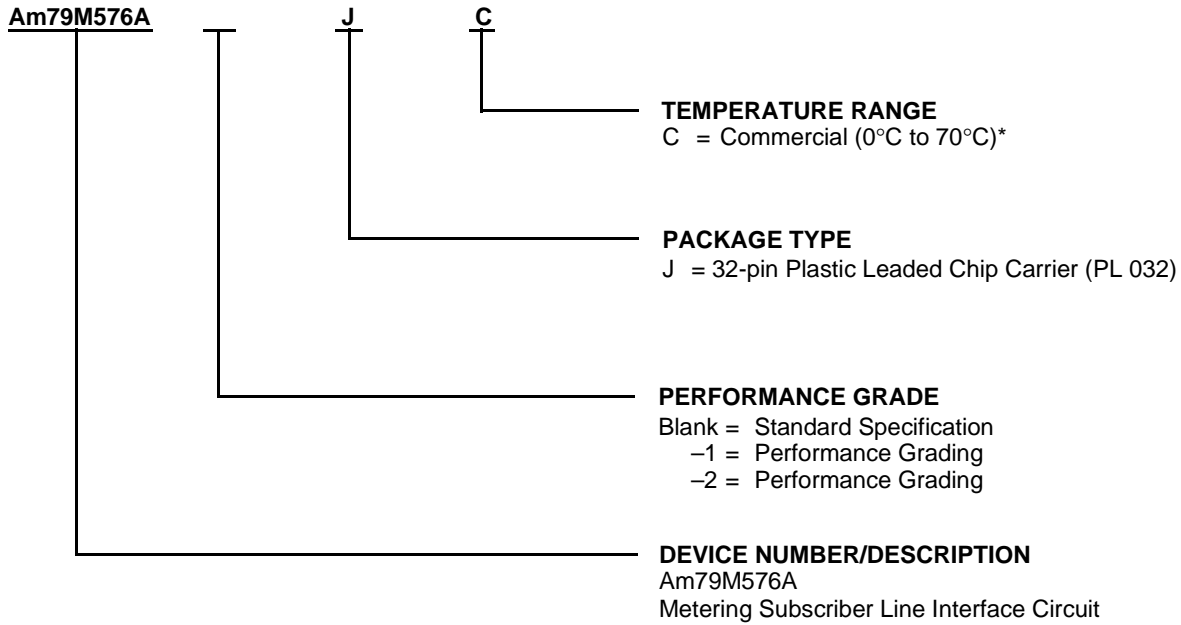 Am79M576A J C
TEMPERATURE RANGE
C = Commercial (0°C to 70°C)*
PACKAGE TYPE
J = 32-pin Plastic Leaded Chip Carrier (PL 032)
PERFORMANCE GRADE
Blank = Standard Specification
–1 = Performance Grading
–2 = Performance Grading
DEVICE NUMBER/DESCRIPTION
Am79M576A
Metering Subscriber Line Interface Circuit